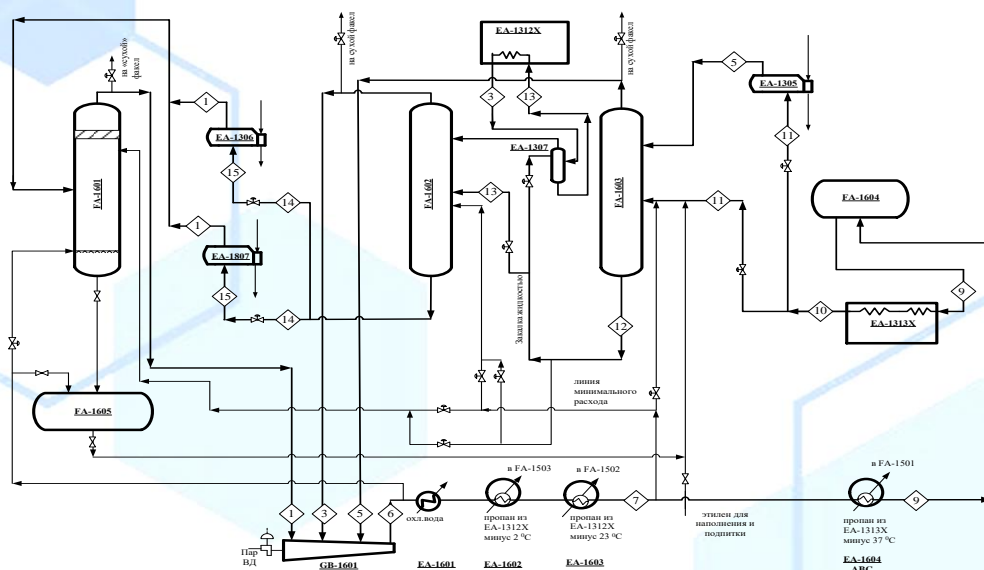 на «сухой»
факел
FA-1601
1
EA-1306
15
14
1
EA-1807
15
14
FA-1605
на сухой факел
FA-1602
EA-1312X
3
13
EA-1307
13
Закалка жидкостью
на сухой факел
FA-1603
12
5
EA-1305
11
11
FA-1604
9
10
EA-1313X
линия
минимального
расхода
1
3
5
6
Пар
ВД
GB-1601
охл.вода
EA-1601
в FA-1503
пропан из
EA-1312X
минус 2 ⁰C
EA-1602
в FA-1502
пропан из
EA-1312X
минус 23 ⁰C
EA-1603
7
этилен для
наполнения и
подпитки
в FA-1501
9
пропан из
EA-1313X
минус 37 ⁰C
EA-1604
ABC